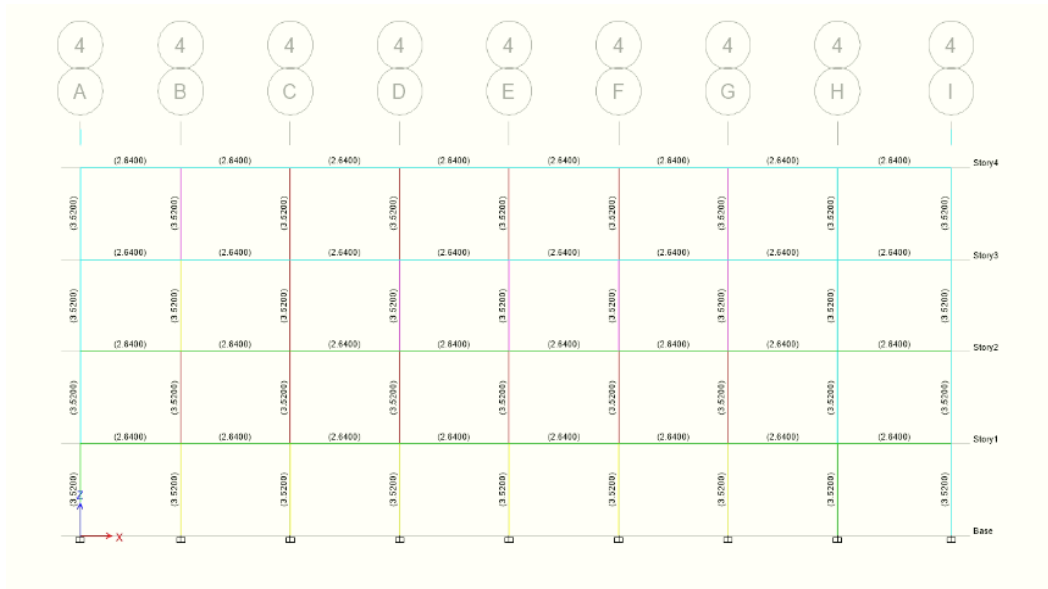 4 4 4 4 4 4 4 4 4
A B C D E F G H I
(2.6400) (2.6400) (2.6400) (2.6400) (2.6400) (2.6400) (2.6400) (2.6400) Story4
(3.5200) (3.5200) (3.5200) (3.5200) (3.5200) (3.5200) (3.5200) (3.5200) (3.5200)
(2.6400) (2.6400) (2.6400) (2.6400) (2.6400) (2.6400) (2.6400) (2.6400) Story3
(3.5200) (3.5200) (3.5200) (3.5200) (3.5200) (3.5200) (3.5200) (3.5200) (3.5200)
(2.6400) (2.6400) (2.6400) (2.6400) (2.6400) (2.6400) (2.6400) (2.6400) Story2
(3.5200) (3.5200) (3.5200) (3.5200) (3.5200) (3.5200) (3.5200) (3.5200) (3.5200)
(2.6400) (2.6400) (2.6400) (2.6400) (2.6400) (2.6400) (2.6400) (2.6400) Story1
(3.5200) (3.5200) (3.5200) (3.5200) (3.5200) (3.5200) (3.5200) (3.5200) (3.5200)
Z
X Base